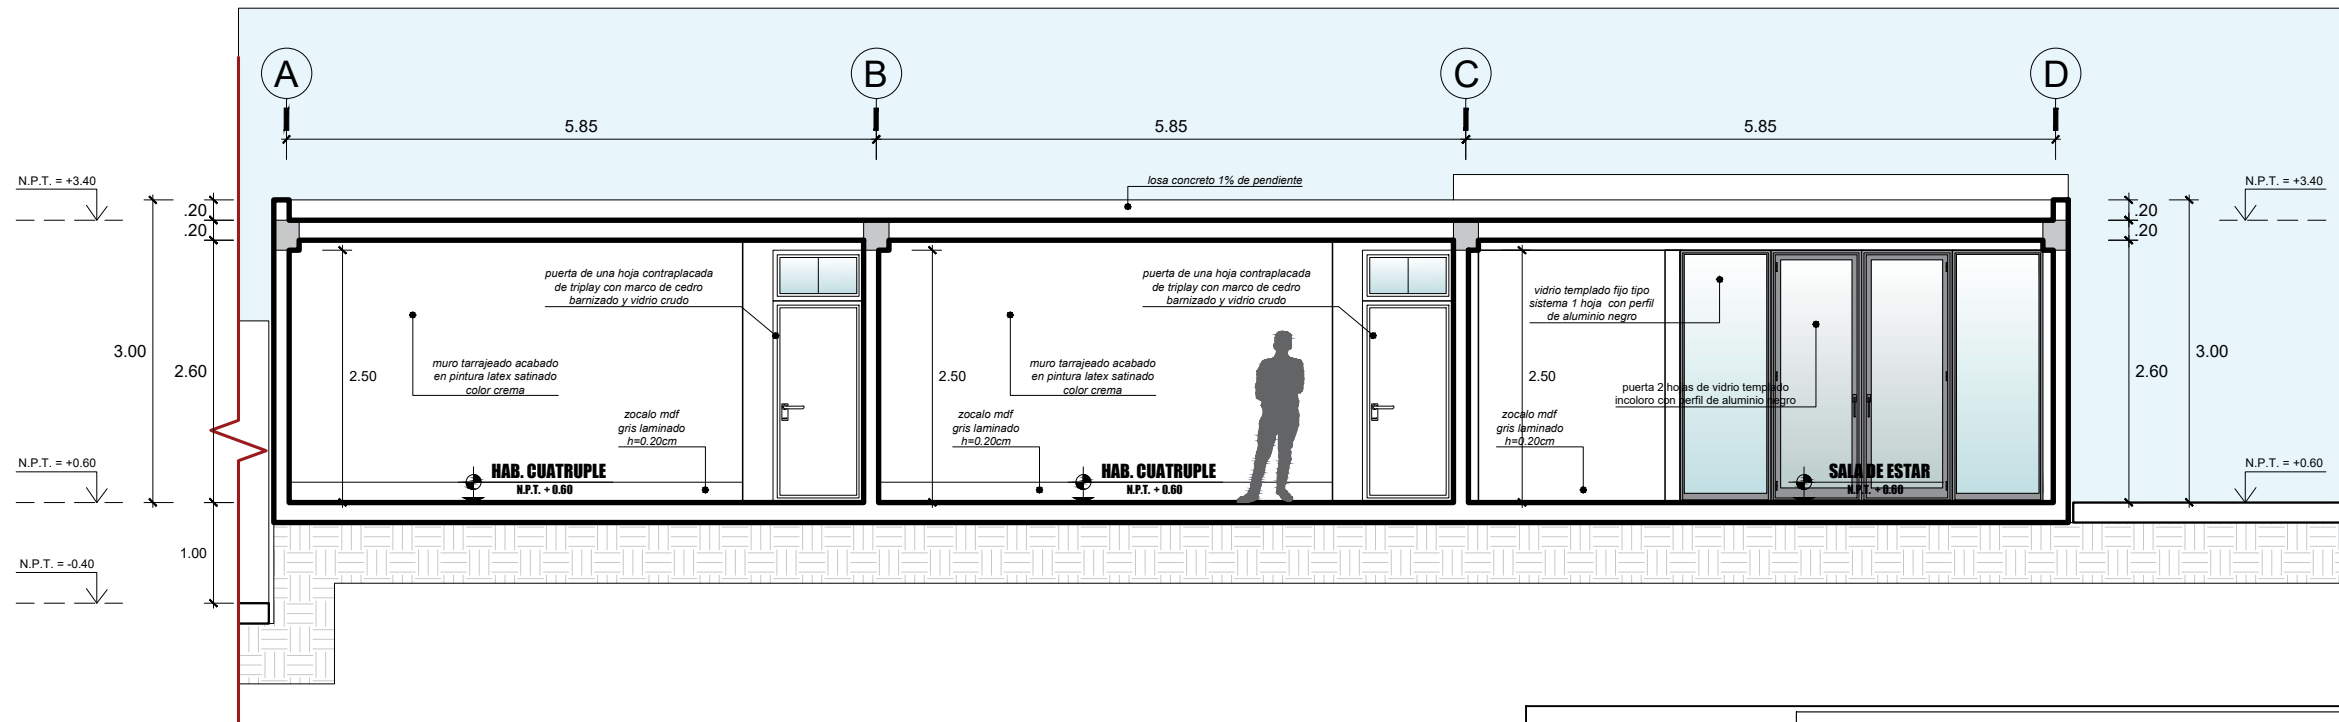 A
B
C
D
5.85
5.85
5.85
N.P.T. = +3.40
losa concreto 1% de pendiente
N.P.T. = +3.40
.20
.20
.20
.20
puerta de una hoja contraplacada
de triplay con marco de cedro
barnizado y vidrio crudo
puerta de una hoja contraplacada
de triplay con marco de cedro
barnizado y vidrio crudo
vidrio templado fijo tipo
sistema 1 hoja con perfil
de aluminio negro
3.00
2.60
2.50
muro tarrajeado acabado
en pintura latex satinado
color crema
2.50
muro tarrajeado acabado
en pintura latex satinado
color crema
2.50
puerta 2 hojas de vidrio templado
incoloro con perfil de aluminio negro
2.60
3.00
zocalo mdf
gris laminado
h=0.20cm
zocalo mdf
gris laminado
h=0.20cm
zocalo mdf
gris laminado
h=0.20cm
N.P.T. = +0.60
HAB. CUATRUPLE
N.P.T. + 0.60
HAB. CUATRUPLE
N.P.T. + 0.60
SALA DE ESTAR
N.P.T. + 0.60
N.P.T. = +0.60
1.00
N.P.T. = -0.40